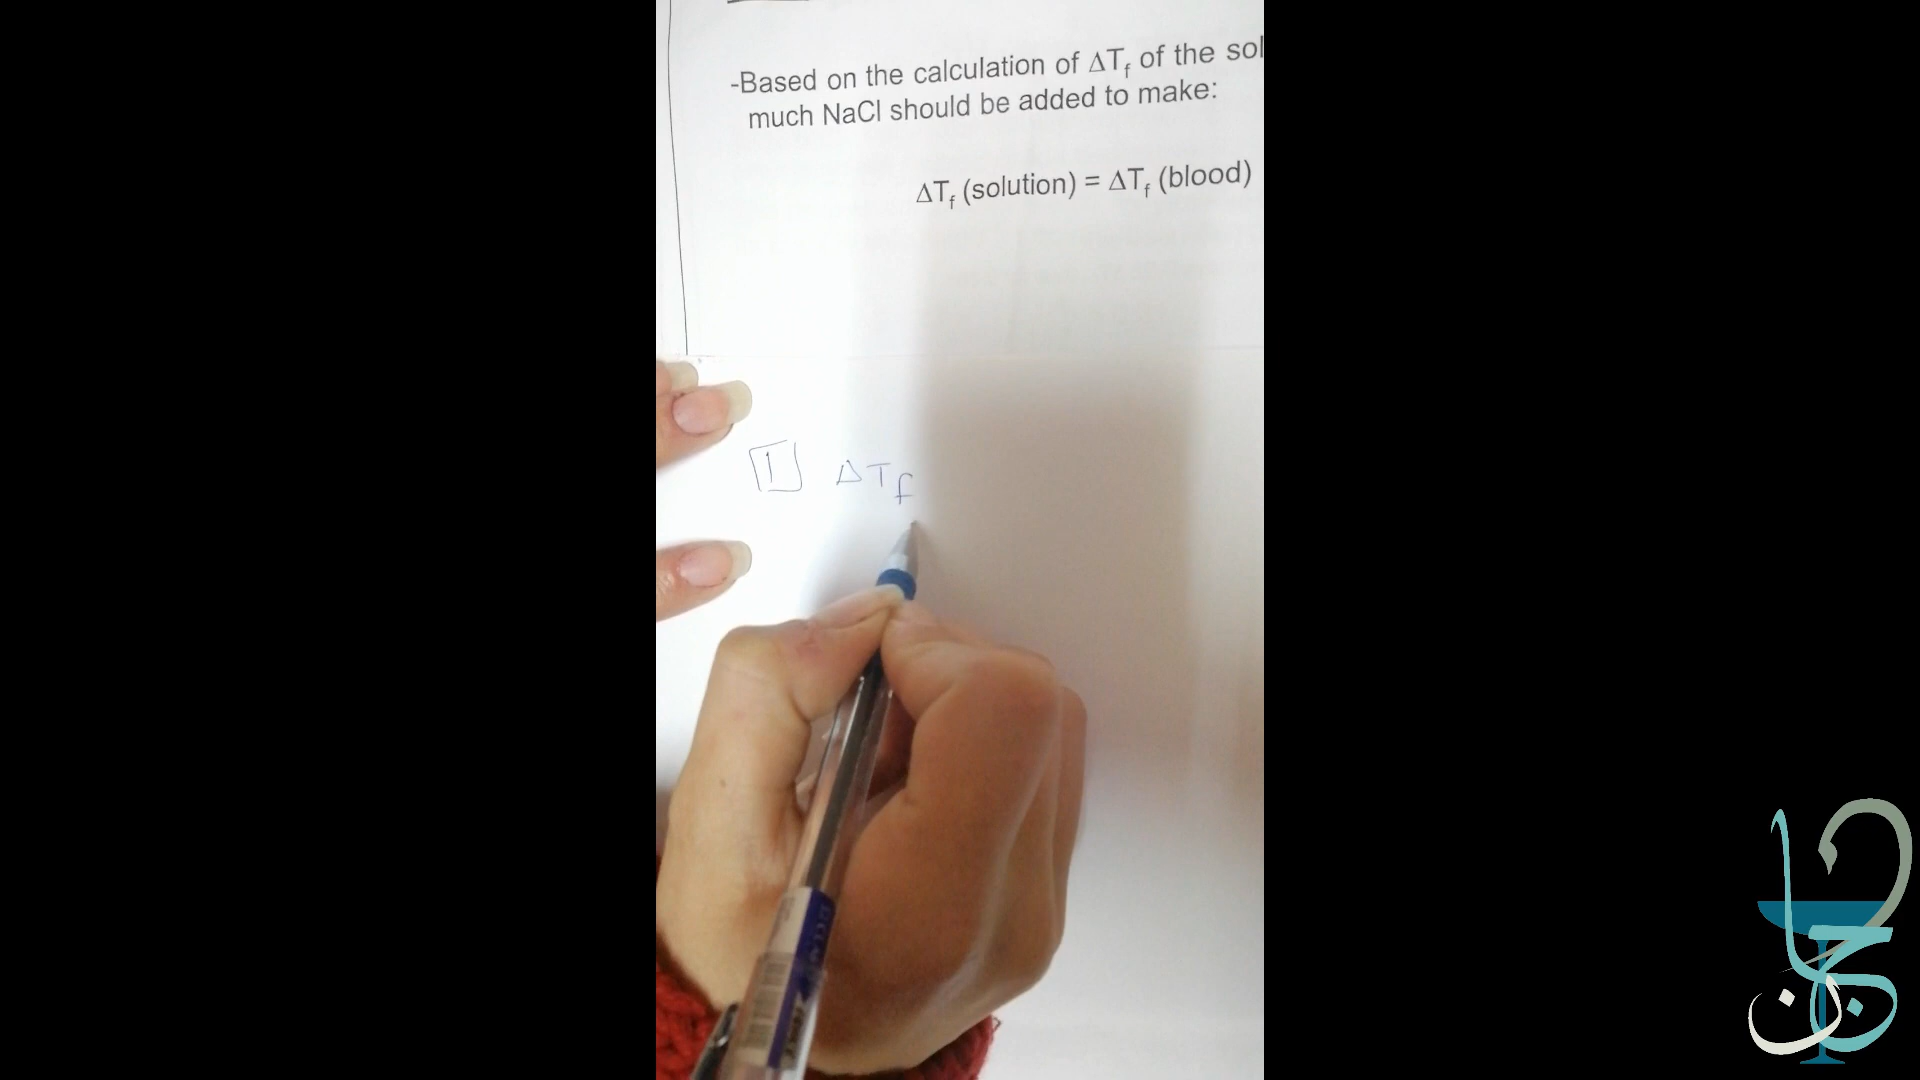 -Based on the calculation of ΔTf of the sol
much NaCl should be added to make:
ΔTf (solution) = ΔTf (blood)
1 ΔTf